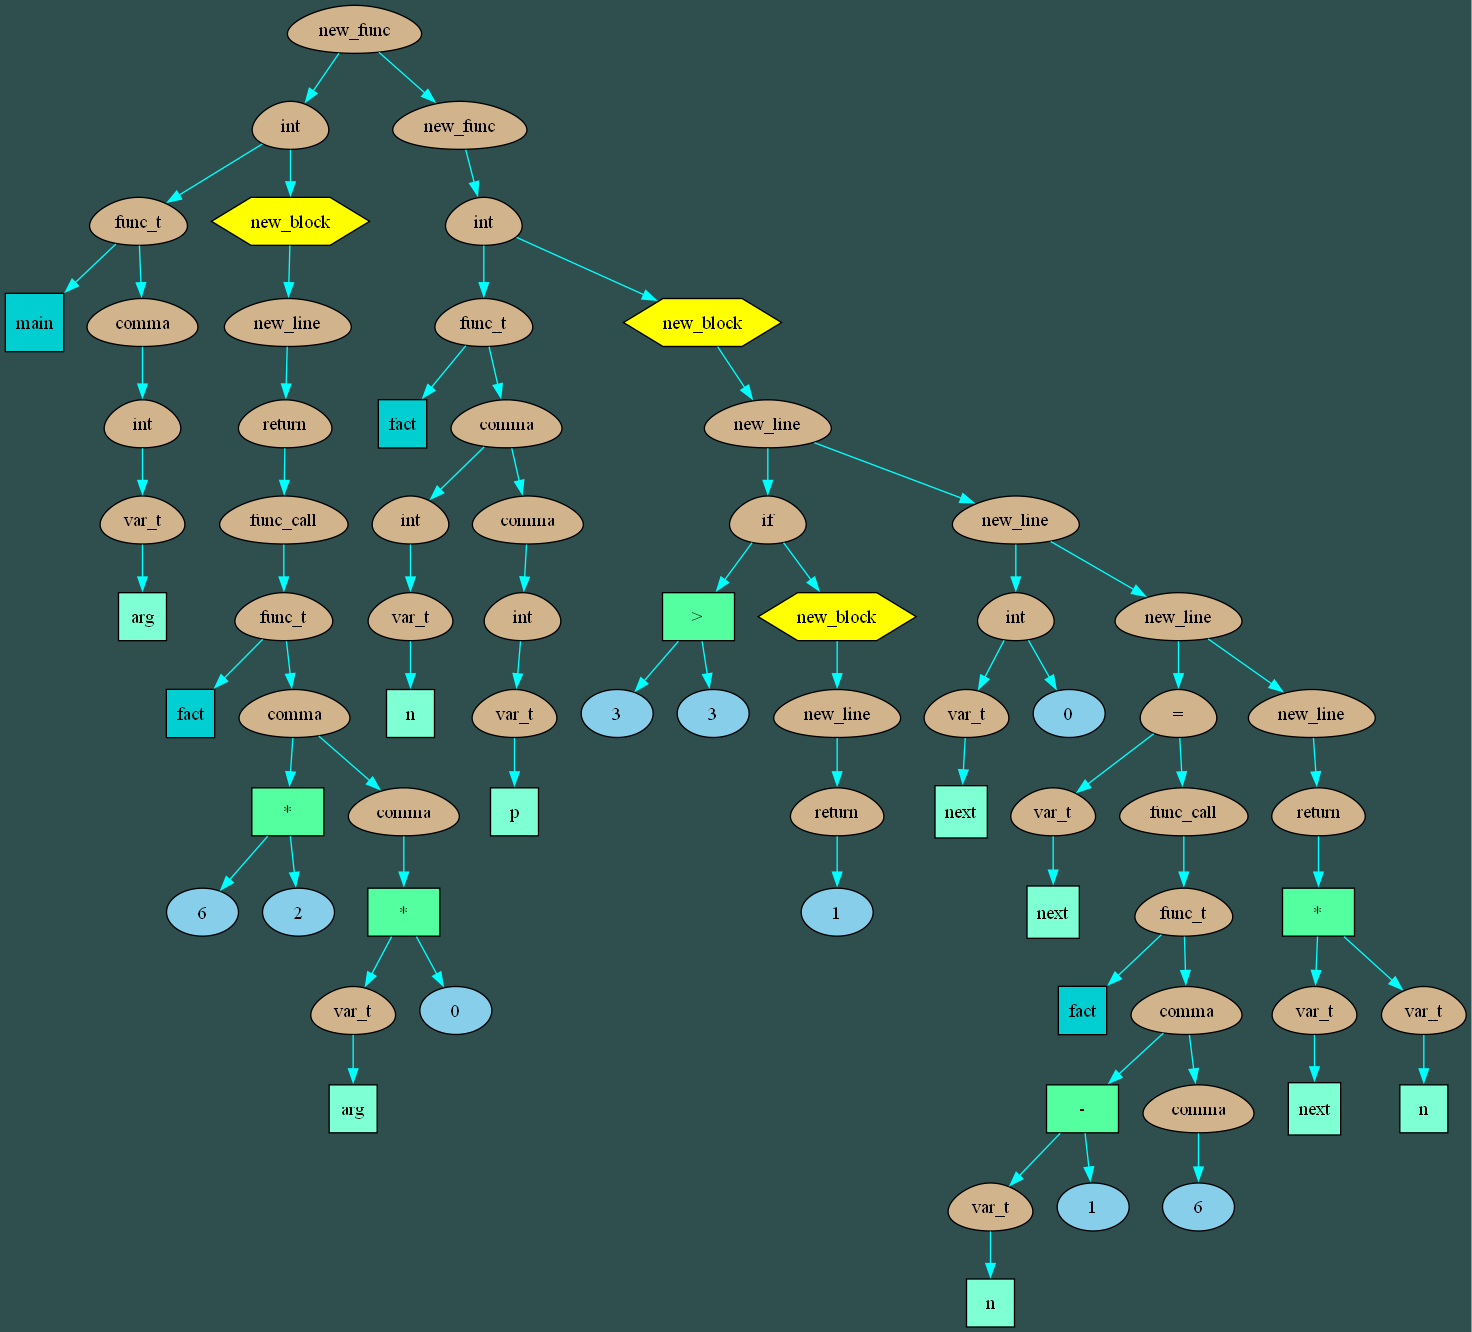 new_func
int
new_func
func_t
new_block
int
main
comma
new_line
func_t
new_block
int
return
fact
comma
new_line
var_t
func_call
int
comma
if
new_line
arg
func_t
var_t
int
>
new_block
int
new_line
fact
comma
n
var_t
3
3
new_line
var_t
0
=
new_line
*
comma
p
return
next
var_t
func_call
return
6
2
*
1
next
func_t
*
var_t
0
fact
comma
var_t
var_t
arg
-
comma
next
n
var_t
1
6
n